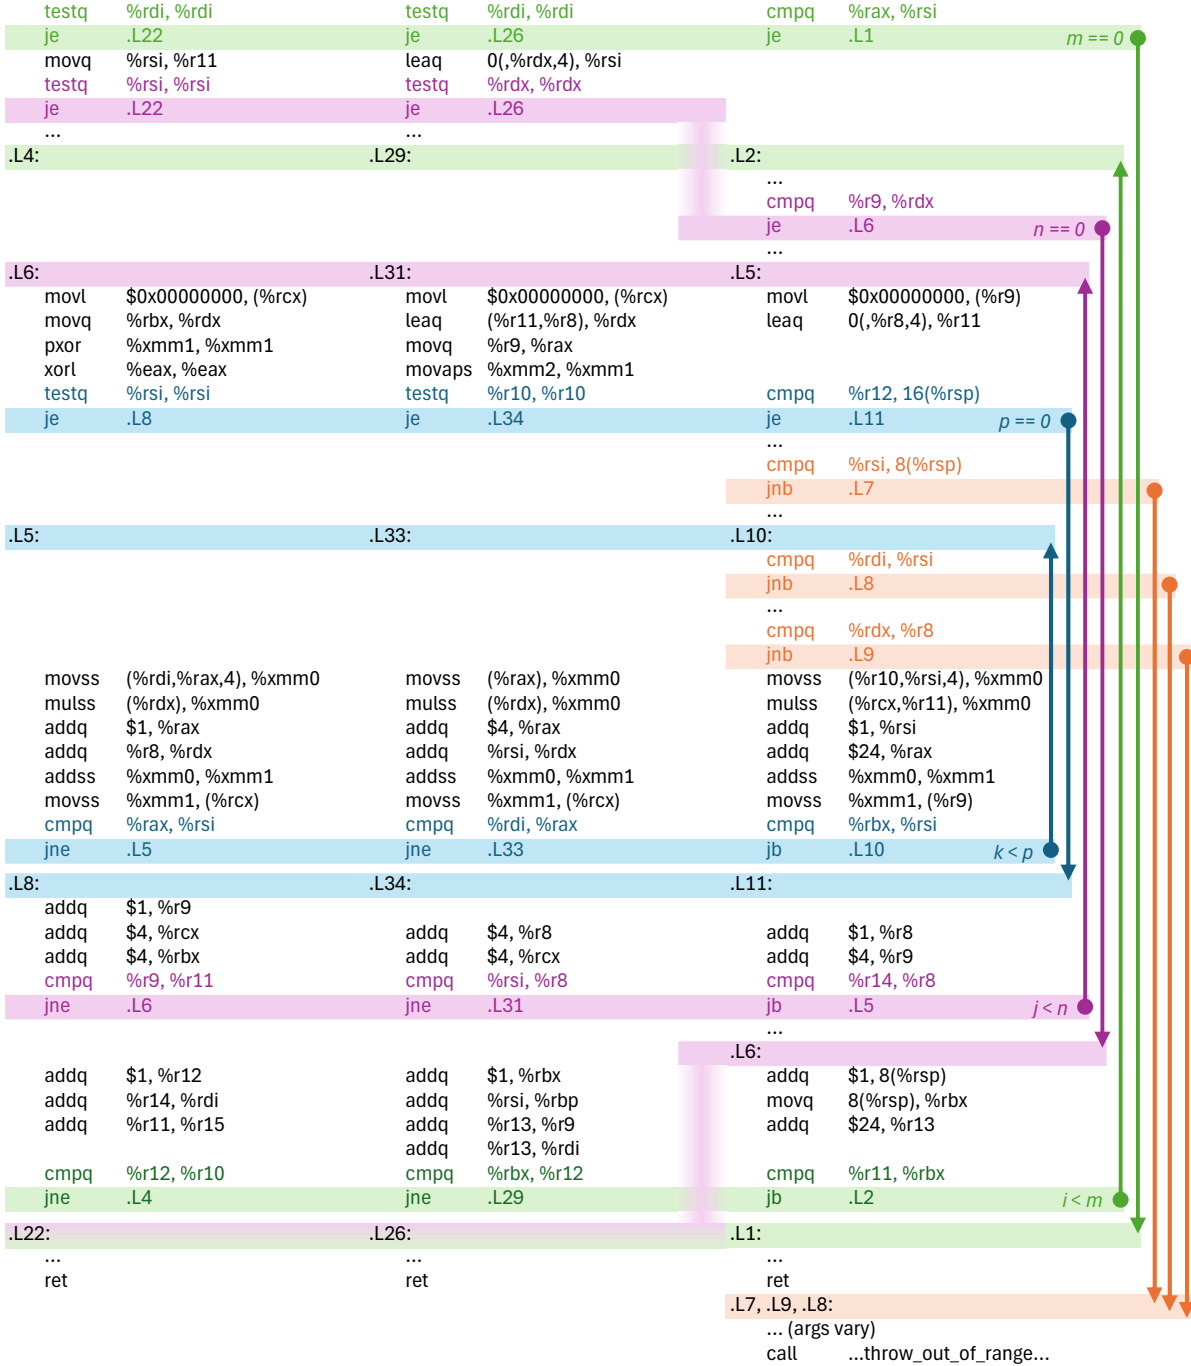 testq %rdi, %rdi testq %rdi, %rdi cmpq %rax, %rsi
je .L22 je .L26 je .L1 m == 0
movq %rsi, %r11 leaq 0(,%rdx,4), %rsi
testq %rsi, %rsi testq %rdx, %rdx
je .L22 je .L26
... ...
.L4: .L29: .L2:
...
cmpq %r9, %rdx
je .L6 n == 0
...
.L6: .L31: .L5:
movl $0x00000000, (%rcx) movl $0x00000000, (%rcx) movl $0x00000000, (%r9)
movq %rbx, %rdx leaq (%r11,%r8), %rdx leaq 0(,%r8,4), %r11
pxor %xmm1, %xmm1 movq %r9, %rax
xorl %eax, %eax movaps %xmm2, %xmm1
testq %rsi, %rsi testq %r10, %r10 cmpq %r12, 16(%rsp)
je .L8 je .L34 je .L11 p == 0
...
cmpq %rsi, 8(%rsp)
jnb .L7
...
.L5: .L33: .L10:
cmpq %rdi, %rsi
jnb .L8
...
cmpq %rdx, %r8
jnb .L9
movss (%rdi,%rax,4), %xmm0 movss (%rax), %xmm0 movss (%r10,%rsi,4), %xmm0
mulss (%rdx), %xmm0 mulss (%rdx), %xmm0 mulss (%rcx,%r11), %xmm0
addq $1, %rax addq $4, %rax addq $1, %rsi
addq %r8, %rdx addq %rsi, %rdx addq $24, %rax
addss %xmm0, %xmm1 addss %xmm0, %xmm1 addss %xmm0, %xmm1
movss %xmm1, (%rcx) movss %xmm1, (%rcx) movss %xmm1, (%r9)
cmpq %rax, %rsi cmpq %rdi, %rax cmpq %rbx, %rsi
jne .L5 jne .L33 jb .L10 k < p
.L8: .L34: .L11:
addq $1, %r9
addq $4, %rcx addq $4, %r8 addq $1, %r8
addq $4, %rbx addq $4, %rcx addq $4, %r9
cmpq %r9, %r11 cmpq %rsi, %r8 cmpq %r14, %r8
jne .L6 jne .L31 jb .L5 j < n
...
.L6:
addq $1, %r12 addq $1, %rbx addq $1, 8(%rsp)
addq %r14, %rdi addq %rsi, %rbp movq 8(%rsp), %rbx
addq %r11, %r15 addq %r13, %r9 addq $24, %r13
addq %r13, %rdi
cmpq %r12, %r10 cmpq %rbx, %r12 cmpq %r11, %rbx
jne .L4 jne .L29 jb .L2 i < m
.L22: .L26: .L1:
... ... ...
ret ret ret
.L7, .L9, .L8:
... (args vary)
call ...throw_out_of_range...